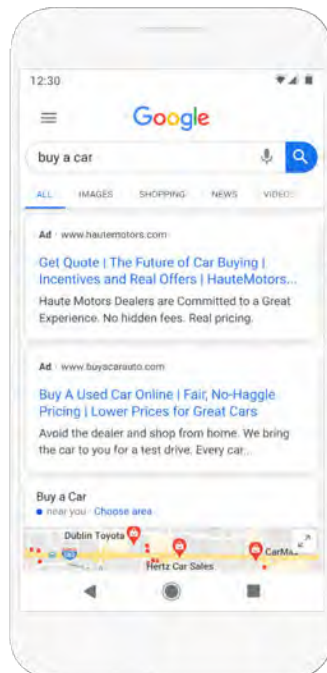 12:30
Google
buy a car
ALL IMAGES SHOPPING NEWS VIDEOS
Ad · www.hautemotors.com
Get Quote | The Future of Car Buying |
Incentives and Real Offers | HauteMotors...
Haute Motors Dealers are Committed to a Great
Experience. No hidden fees. Real pricing.
Ad · www.buyacarauto.com
Buy A Used Car Online | Fair, No-Haggle
Pricing | Lower Prices for Great Cars
Avoid the dealer and shop from home. We bring
the car to you for a test drive. Every car...
Buy a Car
near you · Choose area
Dublin Toyota
CarMa...
Hertz Car Sales